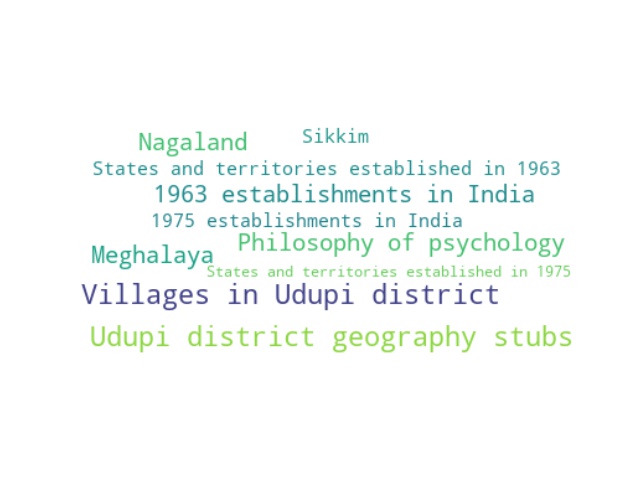 Nagaland
Sikkim
States and territories established in 1963
1963 establishments in India
1975 establishments in India
Philosophy of psychology
Meghalaya
States and territories established in 1975
Villages in Udupi district
Udupi district geography stubs